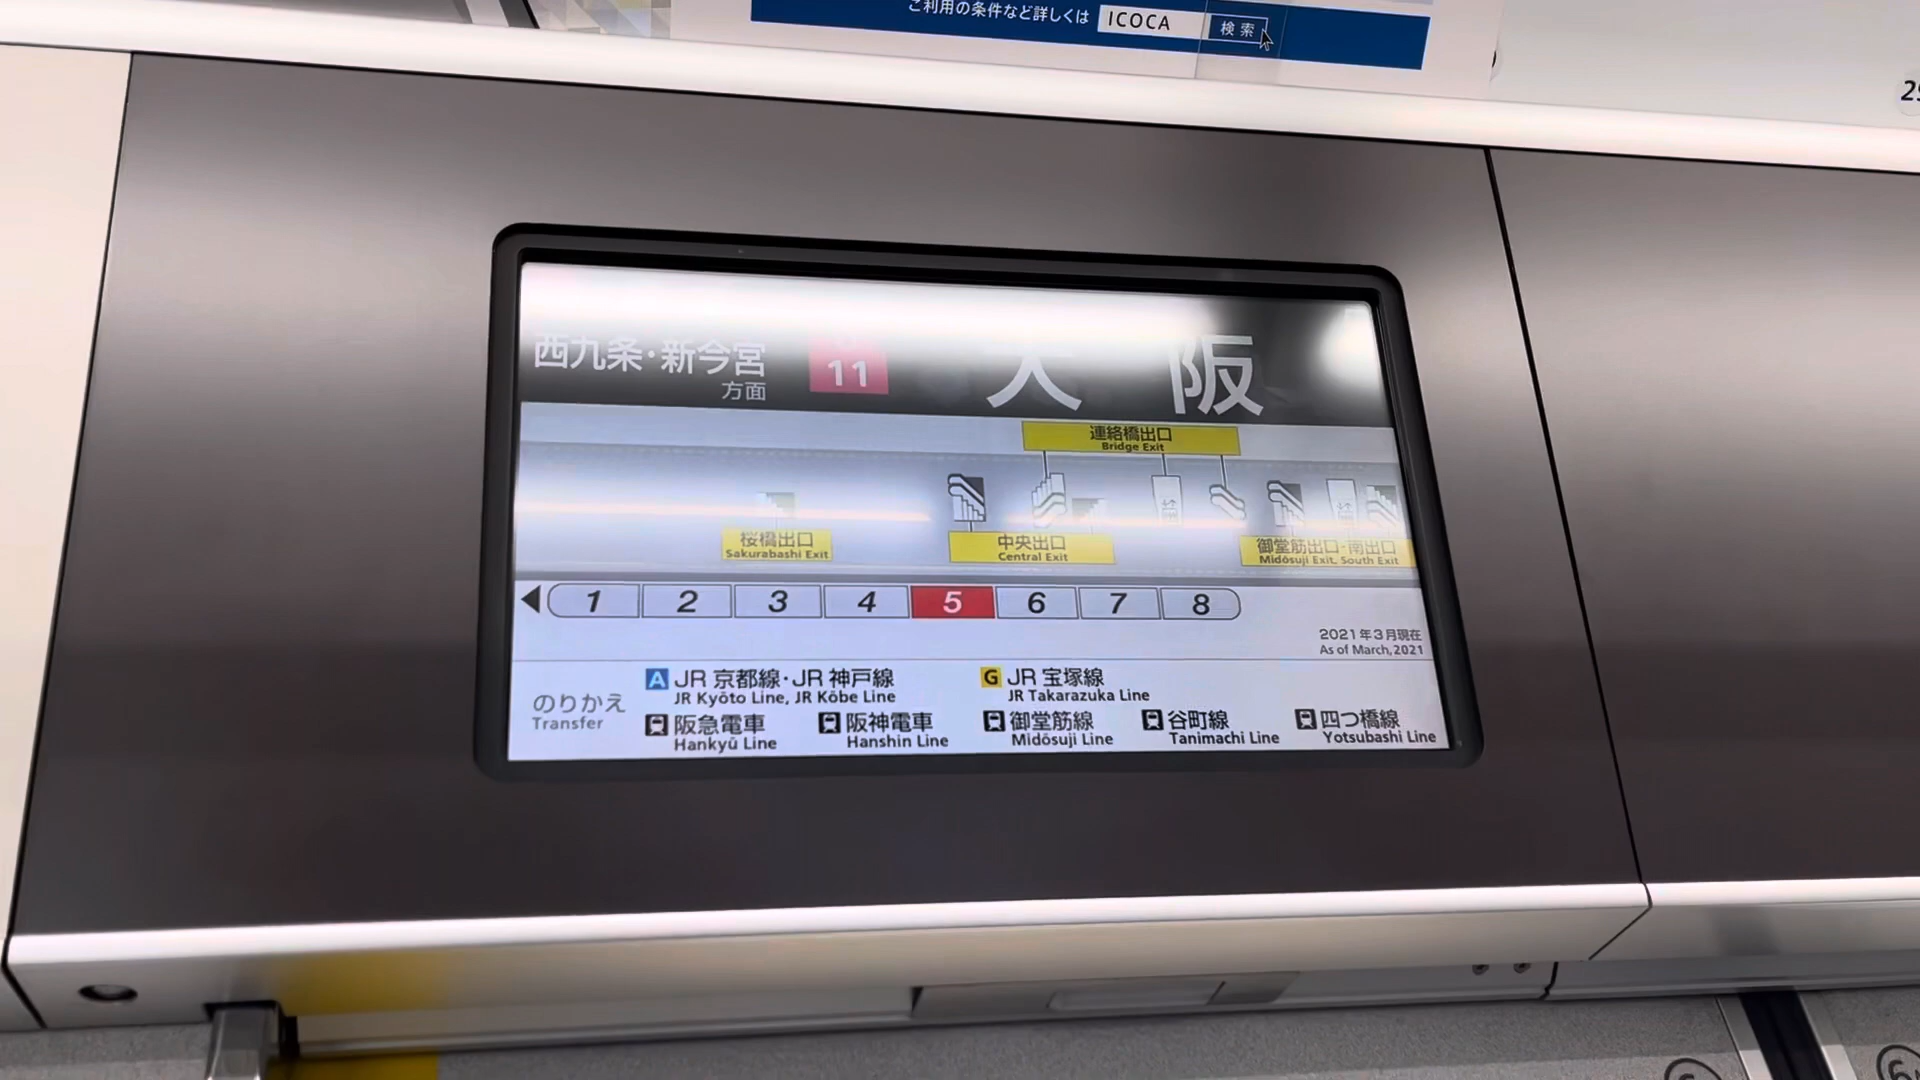 ご利用の条件など詳しくは ICOCA 検索
29
西九条・新今宮
方面
11
大阪
連絡橋出口
Bridge Exit
桜橋出口
Sakurabashi Exit
中央出口
Central Exit
御堂筋出口・南出口
Midōsuji Exit, South Exit
1 2 3 4 5 6 7 8
2021年3月現在
As of March,2021
のりかえ
Transfer
A JR 京都線・JR 神戸線
JR Kyōto Line, JR Kōbe Line
G JR 宝塚線
JR Takarazuka Line
阪急電車
Hankyū Line
阪神電車
Hanshin Line
御堂筋線
Midōsuji Line
谷町線
Tanimachi Line
四つ橋線
Yotsubashi Line